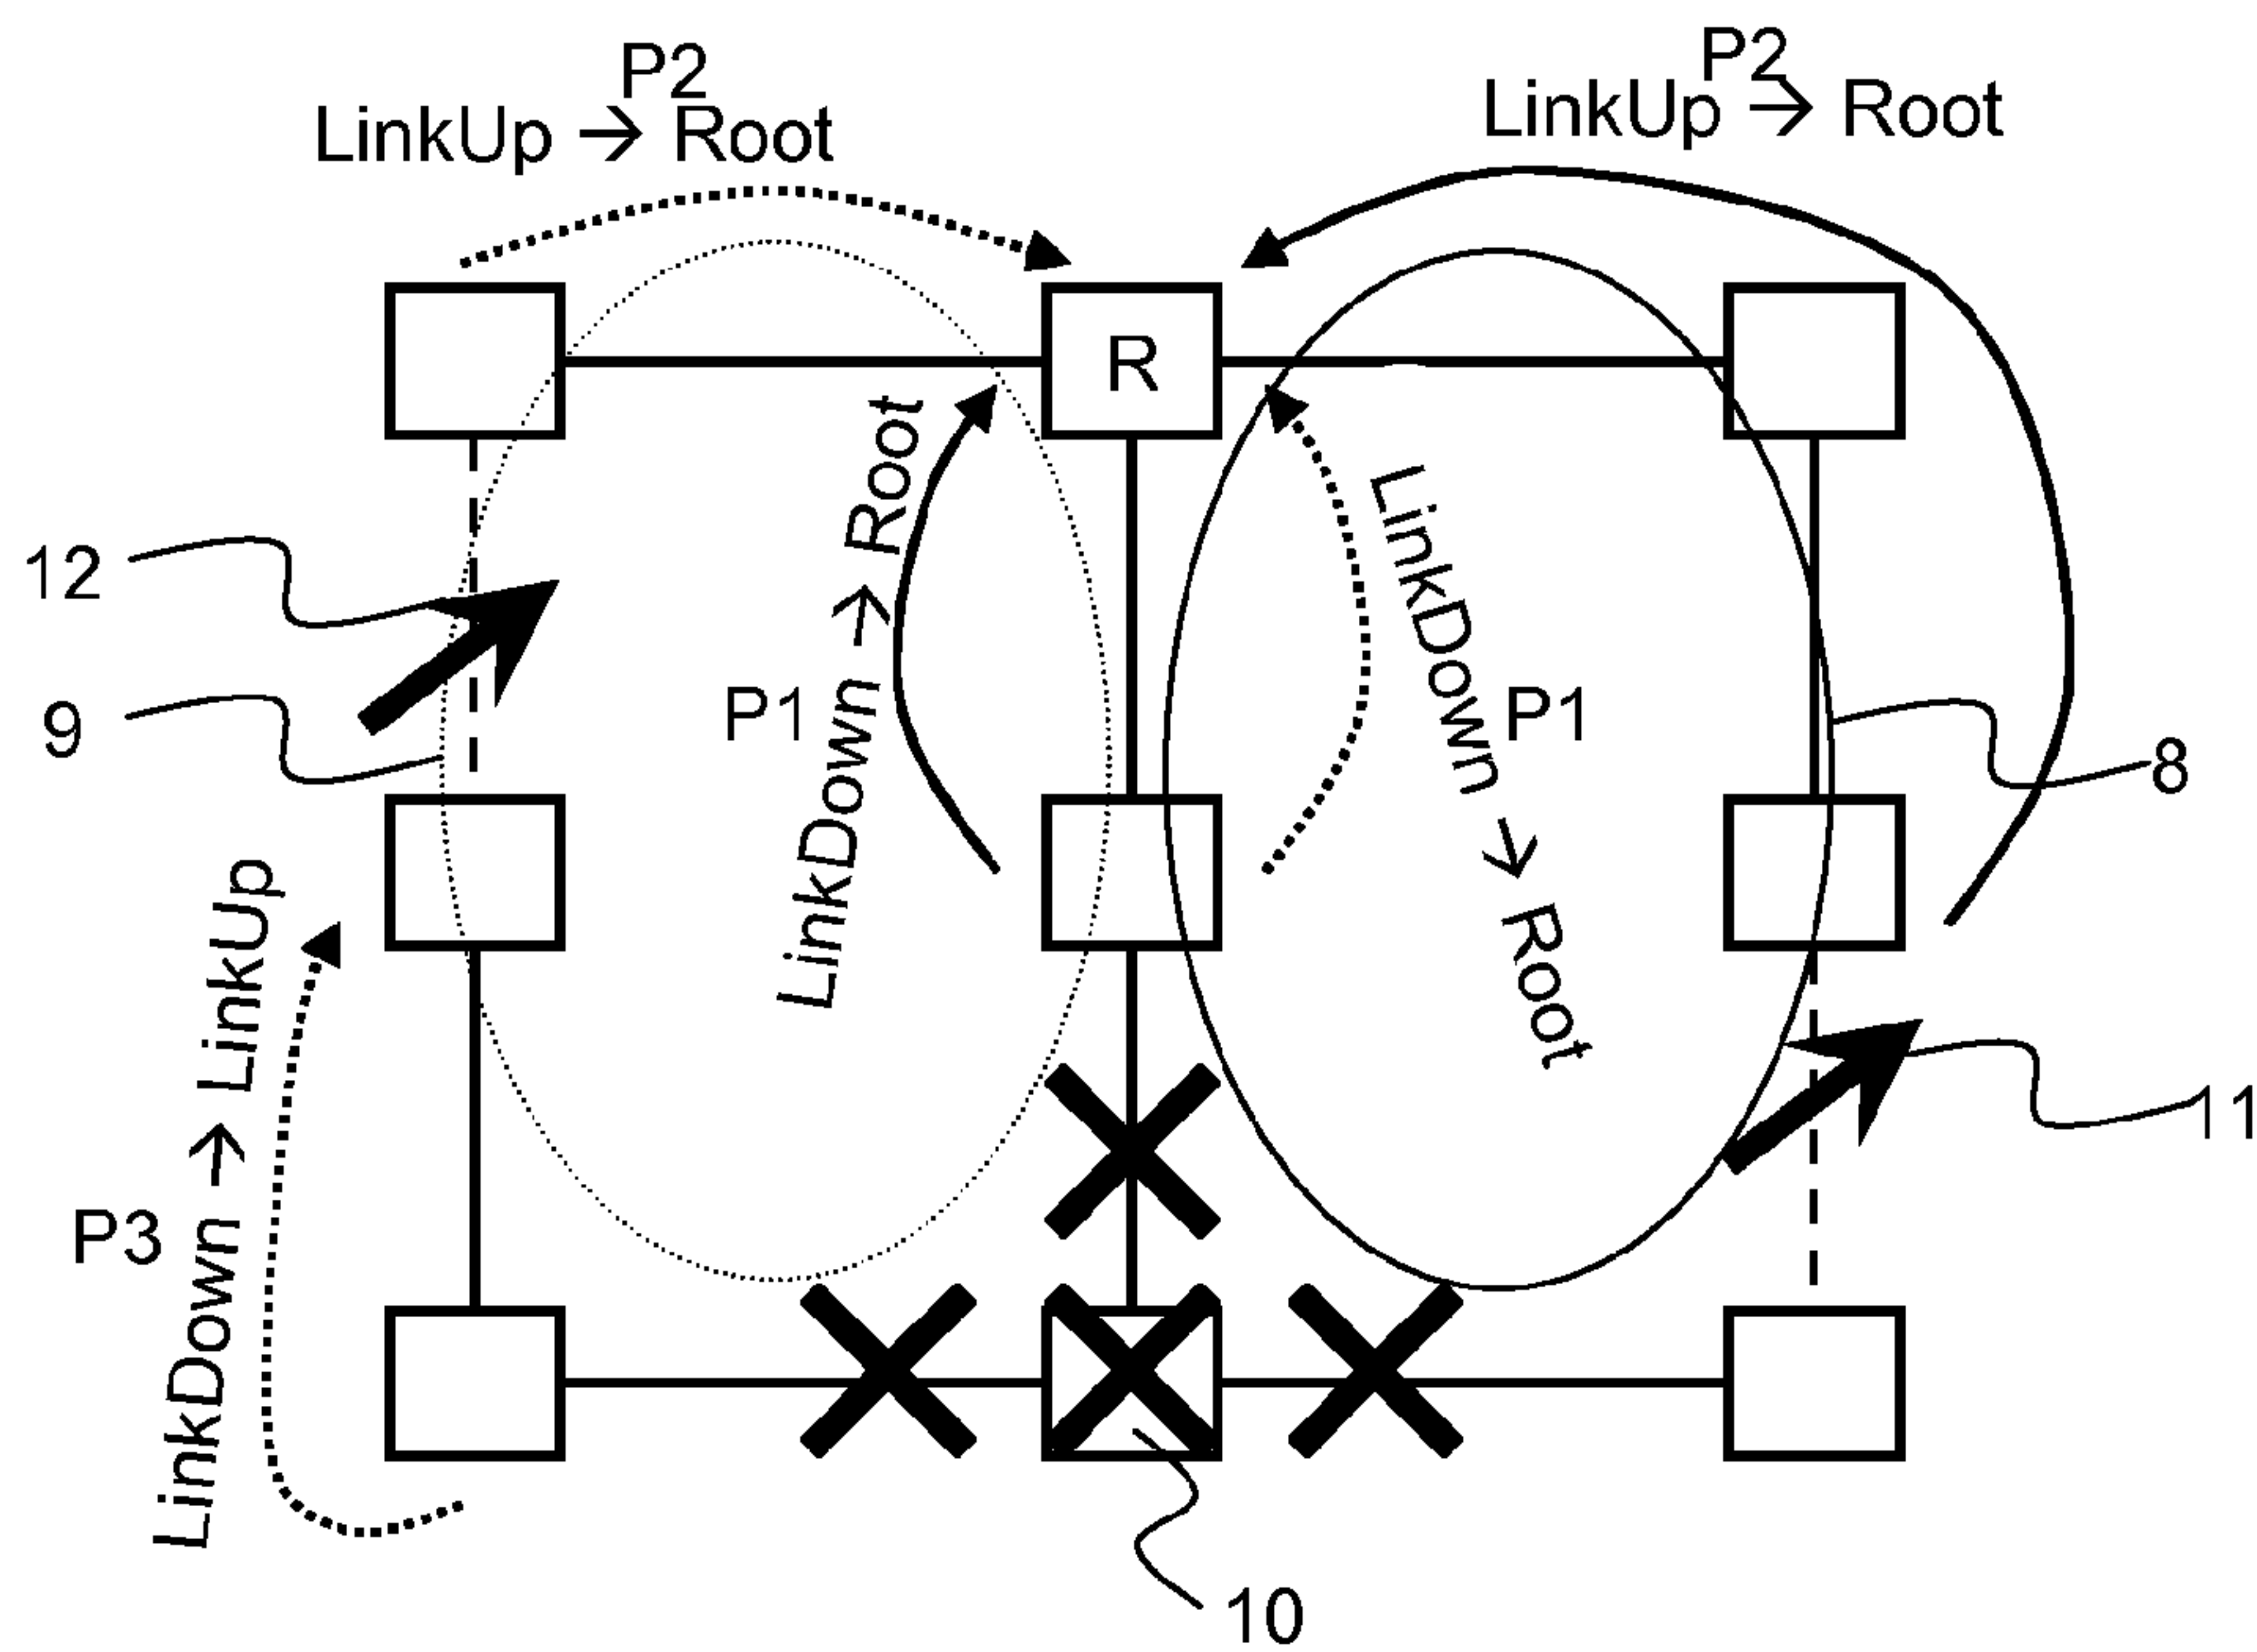 P2
LinkUp → Root
P2
LinkUp → Root
R
12
9
P1
LinkDown → Root
LinkDown → Root
P1
8
P3
LinkDown → LinkUp
11
10